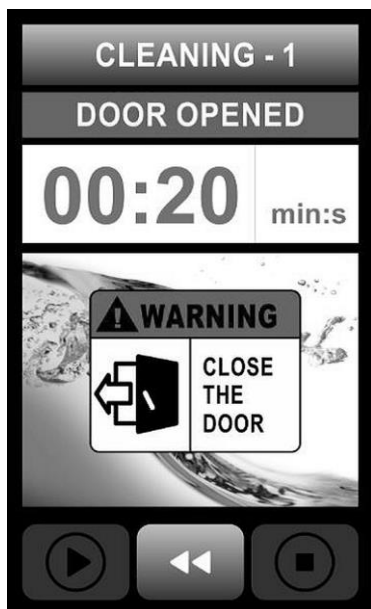 CLEANING - 1
DOOR OPENED
00:20 min:s
WARNING
CLOSE
THE
DOOR